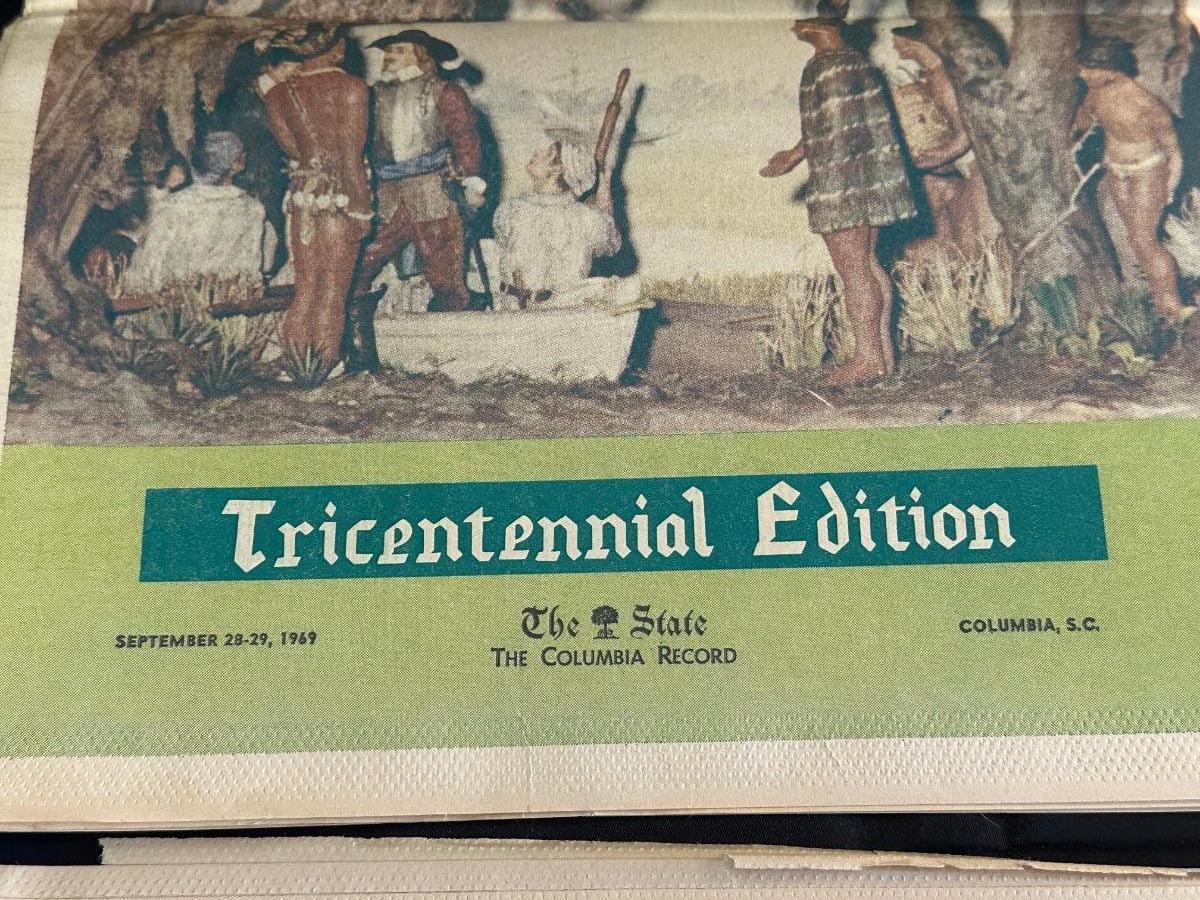 Tricentennial Edition
SEPTEMBER 28-29, 1969
The State
THE COLUMBIA RECORD
COLUMBIA, S.C.